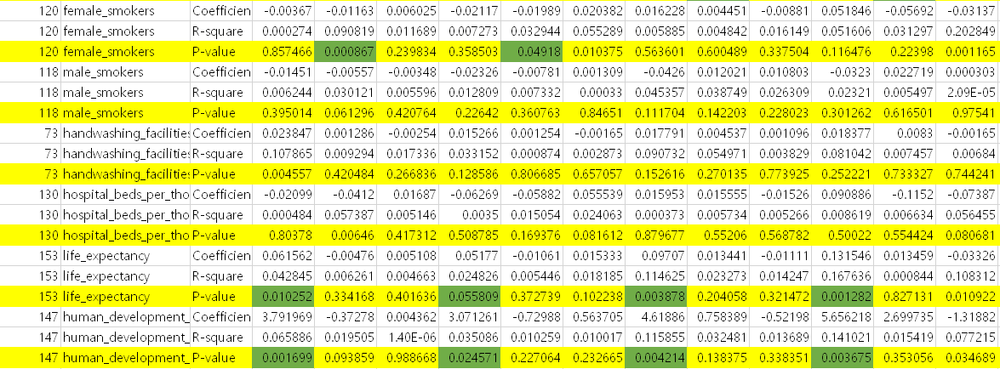 120 female_smokers Coefficien -0.00367 -0.01163 0.006025 -0.02117 -0.01989 0.020382 0.016228 0.004451 -0.00881 0.051846 -0.05692 -0.03137
120 female_smokers R-square 0.000274 0.090819 0.011689 0.007273 0.032944 0.055289 0.005885 0.004842 0.016149 0.051606 0.031297 0.202849
120 female_smokers P-value 0.857466 0.000867 0.239834 0.358503 0.04918 0.010375 0.563601 0.600489 0.337504 0.116476 0.22398 0.001165
118 male_smokers Coefficien -0.01451 -0.00557 -0.00348 -0.02326 -0.00781 0.001309 -0.0426 0.012021 0.010803 -0.0323 0.022719 0.000303
118 male_smokers R-square 0.006244 0.030121 0.005596 0.012809 0.007332 0.00033 0.045357 0.038749 0.026309 0.02321 0.005497 2.09E-05
118 male_smokers P-value 0.395014 0.061296 0.420764 0.22642 0.360763 0.84651 0.111704 0.142203 0.228023 0.301262 0.616501 0.97541
73 handwashing_facilities Coefficien 0.023847 0.001286 -0.00254 0.015266 0.001254 -0.00165 0.017791 0.004537 0.001096 0.018377 0.0083 -0.00165
73 handwashing_facilities R-square 0.107865 0.009294 0.017336 0.033152 0.000874 0.002873 0.090732 0.054971 0.003829 0.081042 0.007457 0.00684
73 handwashing_facilities P-value 0.004557 0.420484 0.266836 0.128586 0.806685 0.657057 0.152616 0.270135 0.773925 0.252221 0.733327 0.744241
130 hospital_beds_per_tho Coefficien -0.02099 -0.0412 0.01687 -0.06269 -0.05882 0.055539 0.015953 0.015555 -0.01526 0.090886 -0.1152 -0.07387
130 hospital_beds_per_tho R-square 0.000484 0.057387 0.005146 0.0035 0.015054 0.024063 0.000373 0.005734 0.005266 0.008619 0.006634 0.056455
130 hospital_beds_per_tho P-value 0.80378 0.00646 0.417312 0.508785 0.169376 0.081612 0.879677 0.55206 0.568782 0.50022 0.554424 0.080681
153 life_expectancy Coefficien 0.061562 -0.00476 0.005108 0.05177 -0.01061 0.015333 0.09707 0.013441 -0.01111 0.131546 0.013459 -0.03326
153 life_expectancy R-square 0.042845 0.006261 0.004663 0.024826 0.005446 0.018185 0.114625 0.023273 0.014247 0.167636 0.000844 0.108312
153 life_expectancy P-value 0.010252 0.334168 0.401636 0.055809 0.372739 0.102238 0.003878 0.204058 0.321472 0.001282 0.827131 0.010922
147 human_development_ Coefficien 3.791969 -0.37278 0.004362 3.071261 -0.72988 0.563705 4.61886 0.758389 -0.52198 5.656218 2.699735 -1.31882
147 human_development_ R-square 0.065886 0.019505 1.40E-06 0.035086 0.010259 0.010017 0.115855 0.032481 0.013689 0.141021 0.015419 0.077215
147 human_development_ P-value 0.001699 0.093859 0.988668 0.024571 0.227064 0.232665 0.004214 0.138375 0.338351 0.003675 0.353056 0.034689